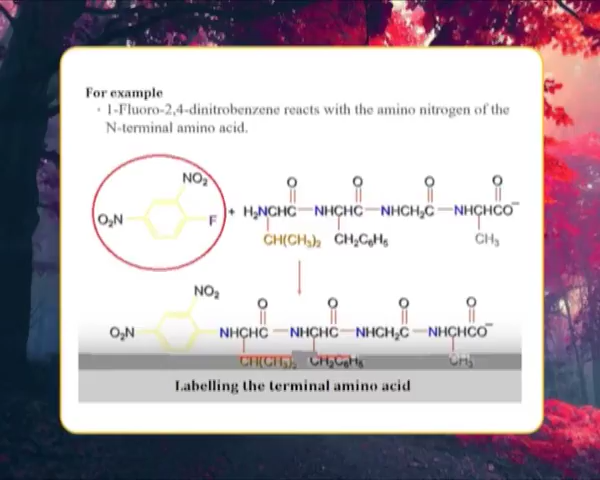 For example
• 1-Fluoro-2,4-dinitrobenzene reacts with the amino nitrogen of the
N-terminal amino acid.
NO₂
O O O O
O₂N F + H₂NCHC—NHCHC—NHCH₂C—NHCHCO⁻
CH(CH₃)₂ CH₂C₆H₅ CH₃
NO₂
O O O O
O₂N NHCHC—NHCHC—NHCH₂C—NHCHCO⁻
CH(CH₃)₂ CH₂C₆H₅ CH₃
Labelling the terminal amino acid